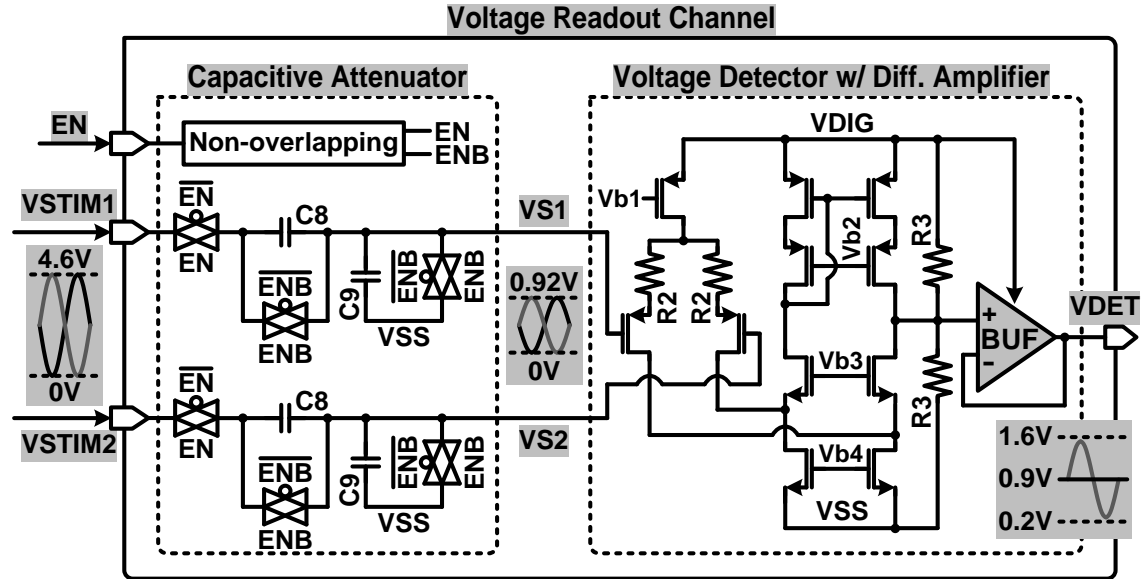 Voltage Readout Channel
Capacitive Attenuator
Voltage Detector w/ Diff. Amplifier
EN
Non-overlapping
EN
ENB
VDIG
VSTIM1
EN
EN
C8
ENB
ENB
C9
ENB
ENB
VSS
VS1
4.6V
0V
0.92V
0V
Vb1
R2
R2
Vb2
R3
Vb3
R3
Vb4
VSS
+
BUF
-
VDET
VSTIM2
EN
EN
C8
ENB
ENB
C9
ENB
ENB
VSS
VS2
1.6V
0.9V
0.2V